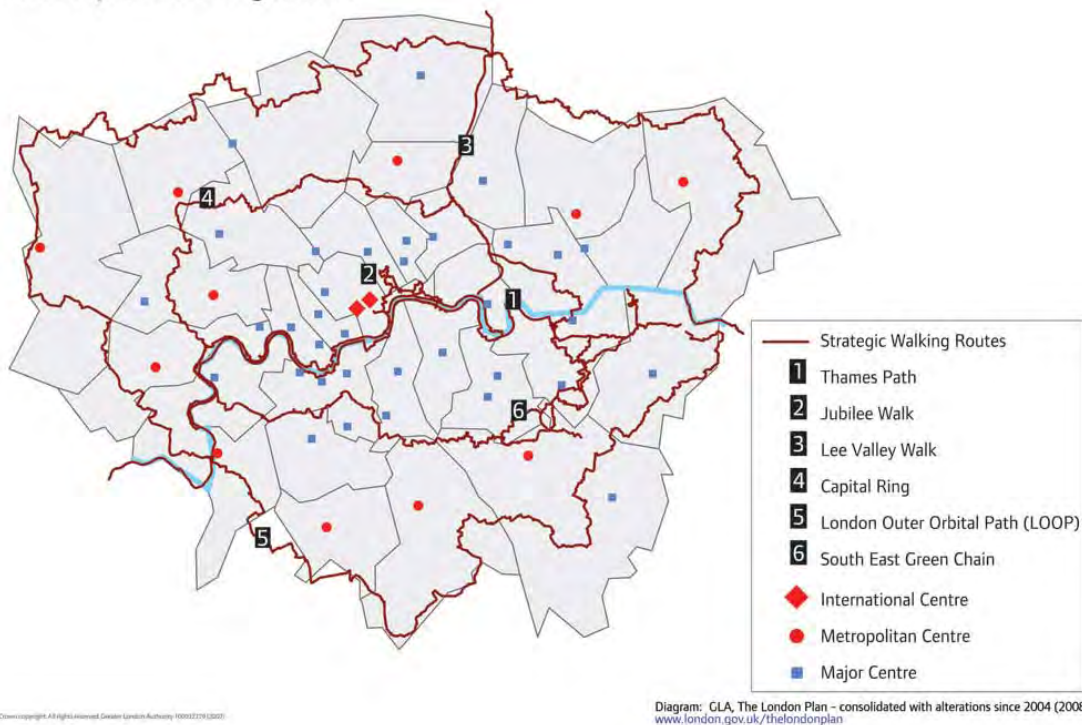 3
4
2
1
6
5
Strategic Walking Routes
1 Thames Path
2 Jubilee Walk
3 Lee Valley Walk
4 Capital Ring
5 London Outer Orbital Path (LOOP)
6 South East Green Chain
International Centre
Metropolitan Centre
Major Centre
Diagram: GLA, The London Plan - consolidated with alterations since 2004 (2008
www.london.gov.uk/thelondonplan